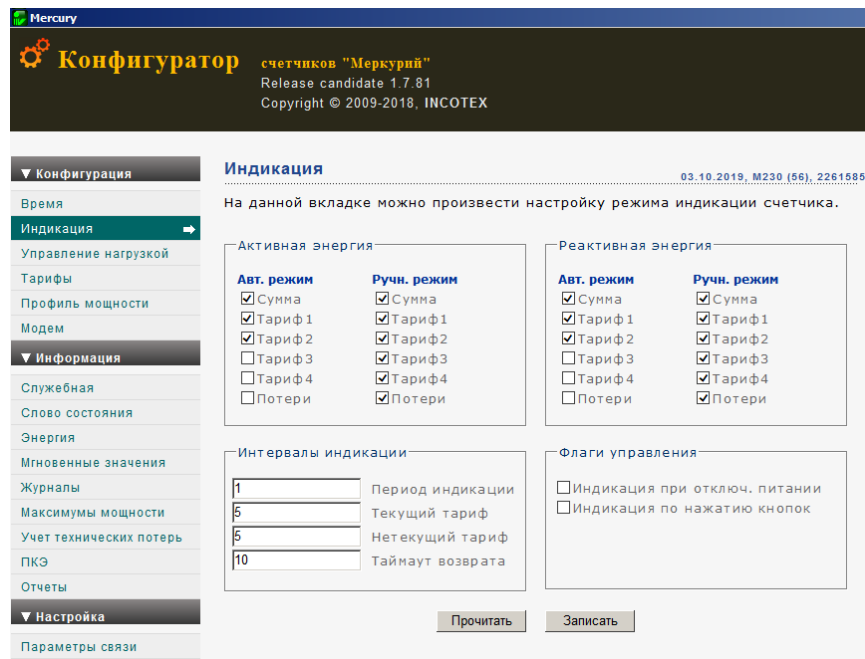 Mercury
Конфигуратор счетчиков "Меркурий"
Release candidate 1.7.81
Copyright © 2009-2018, INCOTEX
▼ Конфигурация
Время
Индикация
Управление нагрузкой
Тарифы
Профиль мощности
Модем
▼ Информация
Служебная
Слово состояния
Энергия
Мгновенные значения
Журналы
Максимумы мощности
Учет технических потерь
ПКЭ
Отчеты
▼ Настройка
Параметры связи
Индикация
03.10.2019, M230 (56), 2261585
На данной вкладке можно произвести настройку режима индикации счетчика.
Активная энергия
Авт. режим Ручн. режим
Сумма Сумма
Тариф1 Тариф1
Тариф2 Тариф2
Тариф3 Тариф3
Тариф4 Тариф4
Потери Потери
Реактивная энергия
Авт. режим Ручн. режим
Сумма Сумма
Тариф1 Тариф1
Тариф2 Тариф2
Тариф3 Тариф3
Тариф4 Тариф4
Потери Потери
Интервалы индикации
1 Период индикации
5 Текущий тариф
5 Нетекущий тариф
10 Таймаут возврата
Флаги управления
Индикация при отключ. питании
Индикация по нажатию кнопок
Прочитать Записать